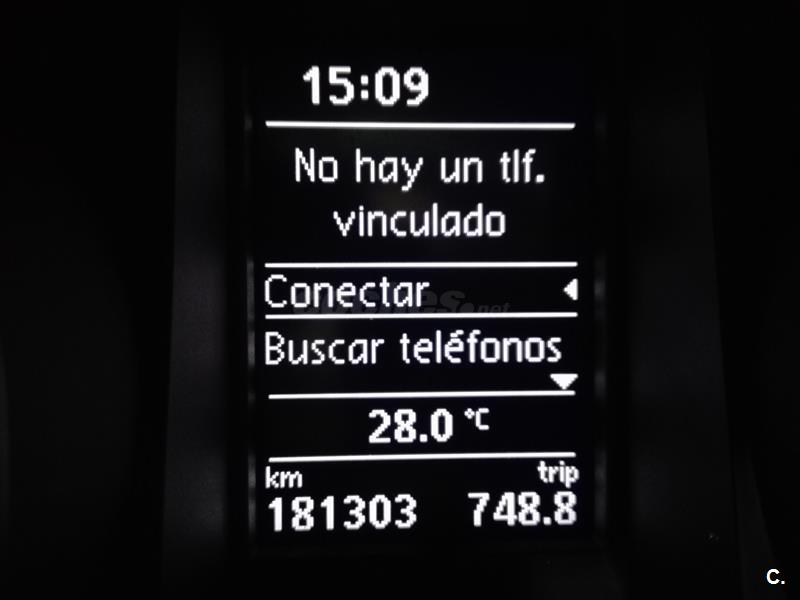 15:09
No hay un tlf.
vinculado
Conectar
Buscar teléfonos
28.0 °C
km trip
181303 748.8
C.